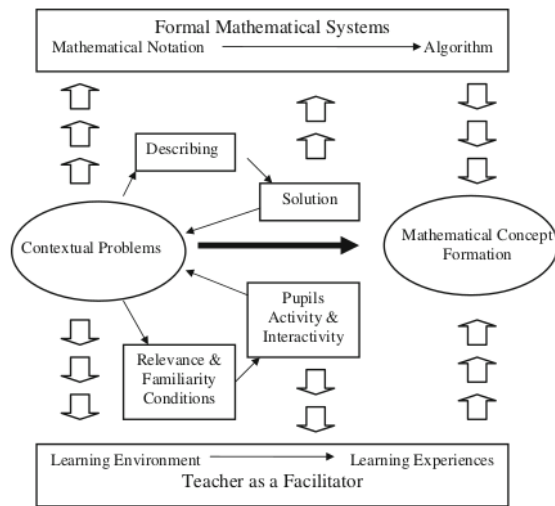 Formal Mathematical Systems
Mathematical Notation
Algorithm
Describing
Solution
Contextual Problems
Mathematical Concept
Formation
Pupils
Activity &
Interactivity
Relevance &
Familiarity
Conditions
Learning Environment
Learning Experiences
Teacher as a Facilitator